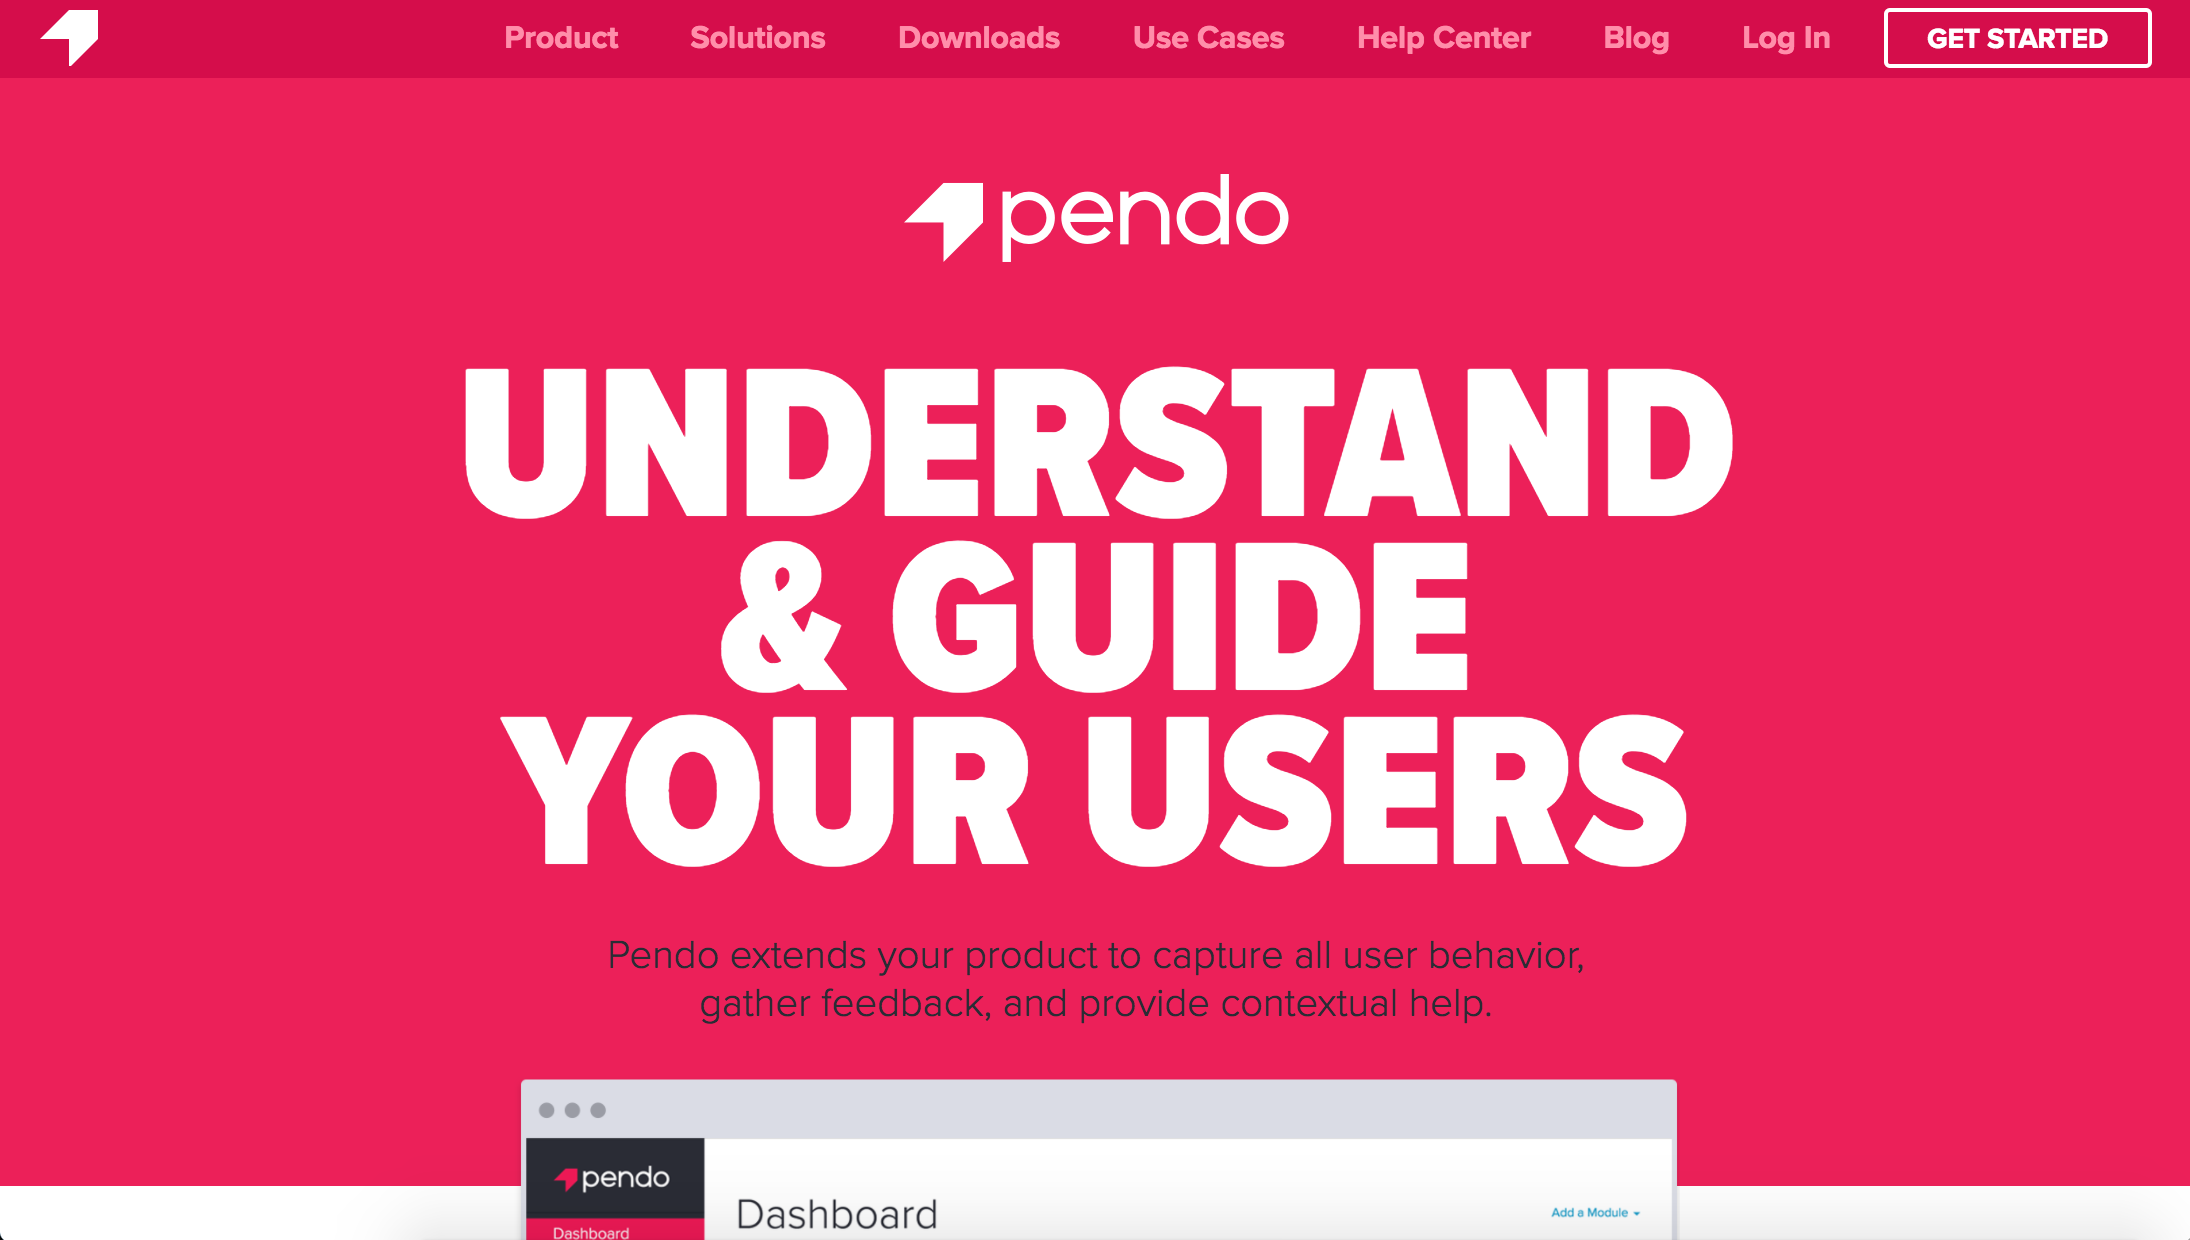 Product Solutions Downloads Use Cases Help Center Blog Log In GET STARTED
pendo
UNDERSTAND
& GUIDE
YOUR USERS
Pendo extends your product to capture all user behavior,
gather feedback, and provide contextual help.
pendo
Dashboard
Add a Module
Dashboard